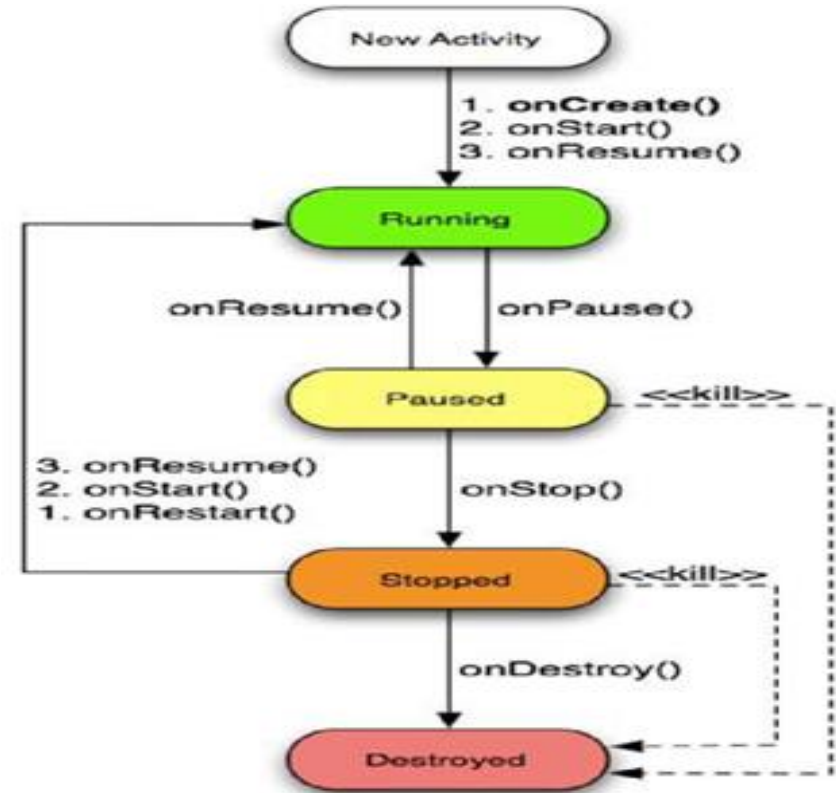 New Activity
1. onCreate()
2. onStart()
3. onResume()
Running
onResume()
onPause()
Paused
<<kill>>
3. onResume()
2. onStart()
1. onRestart()
onStop()
Stopped
<<kill>>
onDestroy()
Destroyed